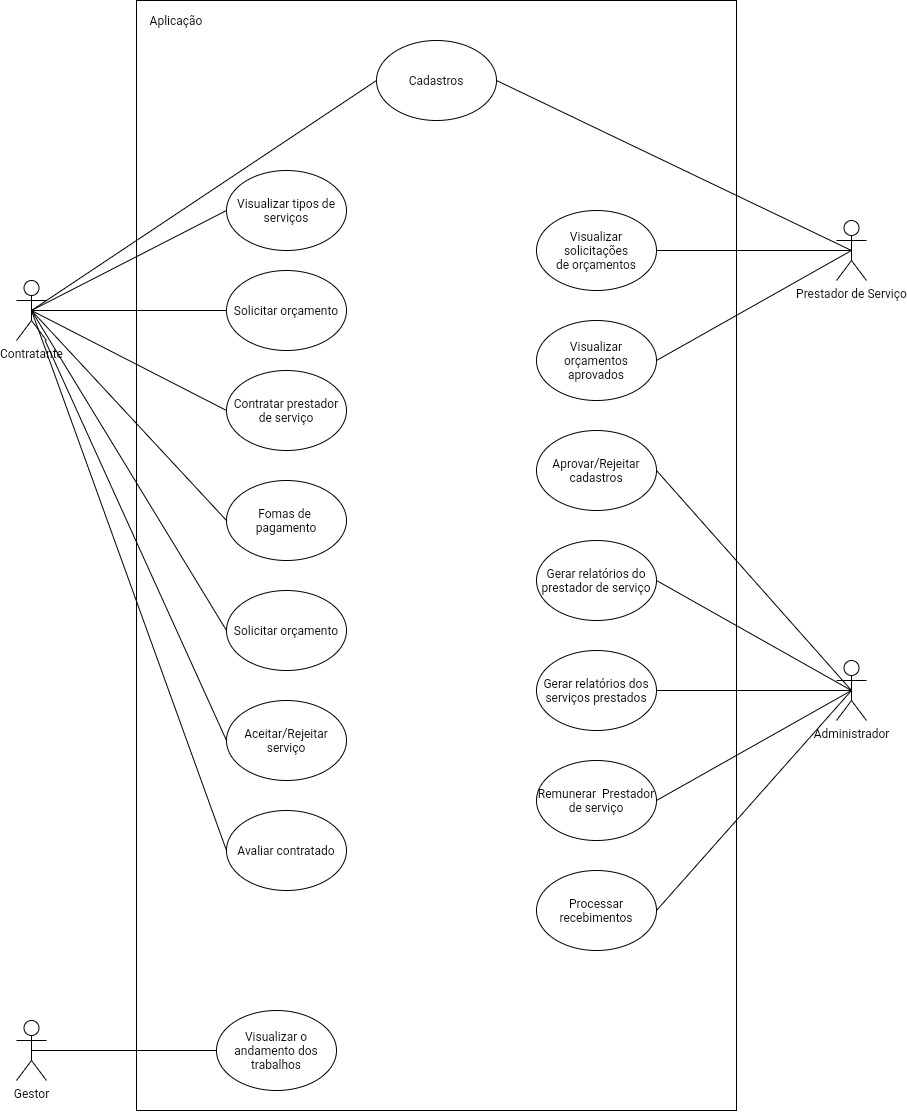 Aplicação
Cadastros
Visualizar tipos de
serviços
Solicitar orçamento
Contratar prestador
de serviço
Fomas de
pagamento
Solicitar orçamento
Aceitar/Rejeitar
serviço
Avaliar contratado
Visualizar o
andamento dos
trabalhos
Contratante
Gestor
Visualizar
solicitações
de orçamentos
Visualizar
orçamentos
aprovados
Aprovar/Rejeitar
cadastros
Gerar relatórios do
prestador de serviço
Gerar relatórios dos
serviços prestados
Remunerar Prestador
de serviço
Processar
recebimentos
Prestador de Serviço
Administrador